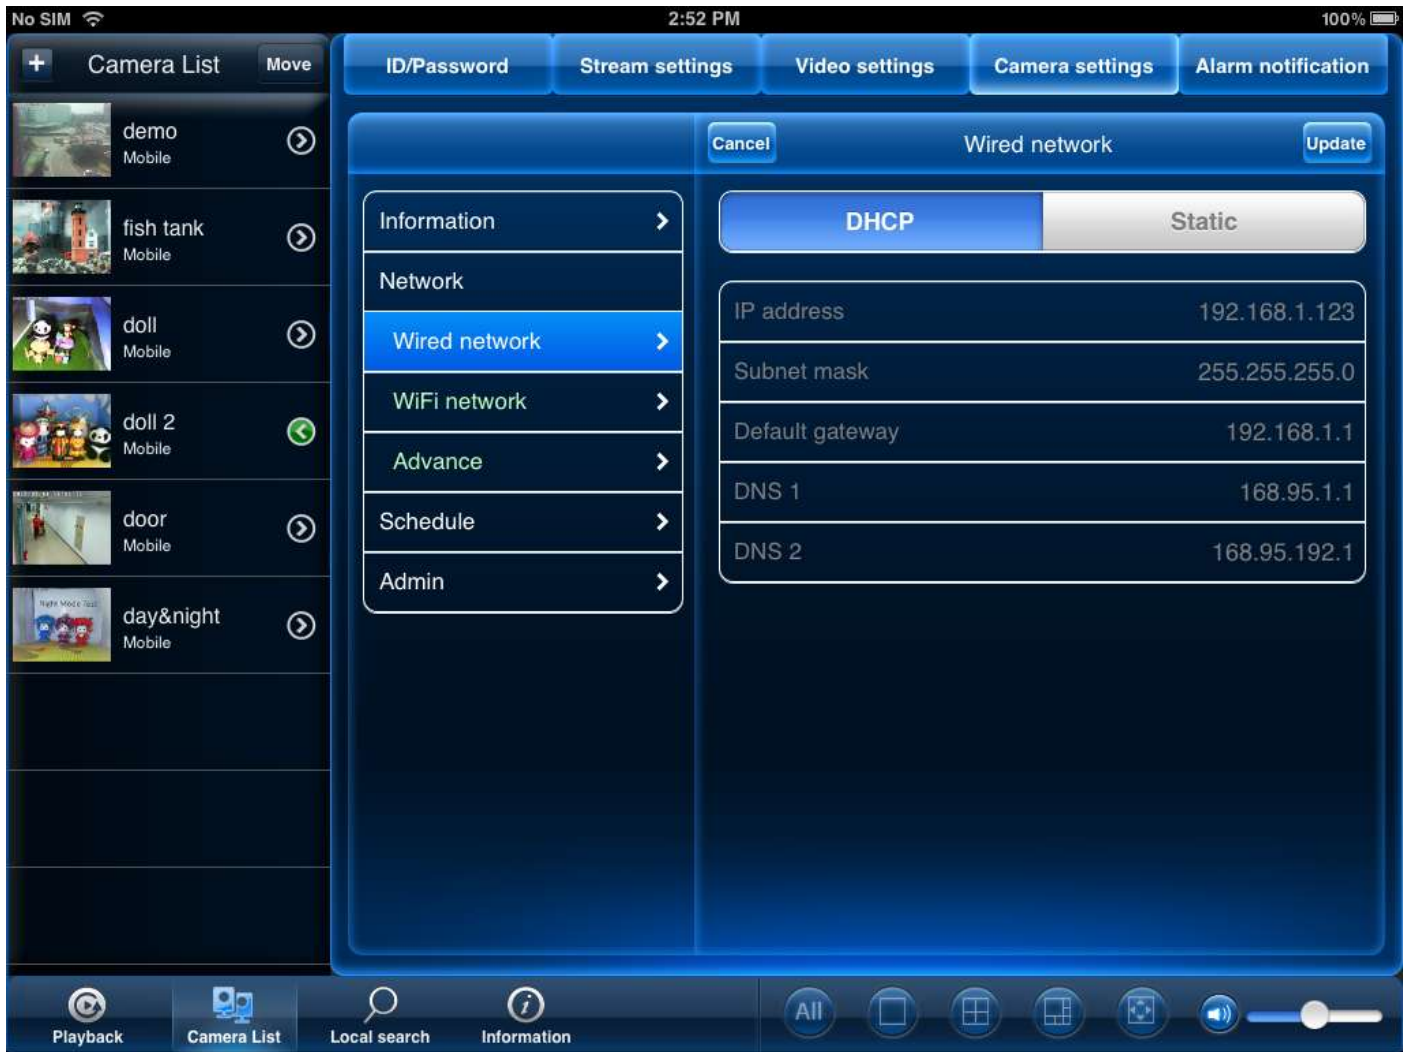 No SIM 2:52 PM 100%
+ Camera List Move
ID/Password Stream settings Video settings Camera settings Alarm notification
demo
Mobile
fish tank
Mobile
doll
Mobile
doll 2
Mobile
door
Mobile
Night Mode Test
day&night
Mobile
Cancel Wired network Update
Information
Network
Wired network
WiFi network
Advance
Schedule
Admin
DHCP Static
IP address 192.168.1.123
Subnet mask 255.255.255.0
Default gateway 192.168.1.1
DNS 1 168.95.1.1
DNS 2 168.95.192.1
Playback Camera List Local search Information All